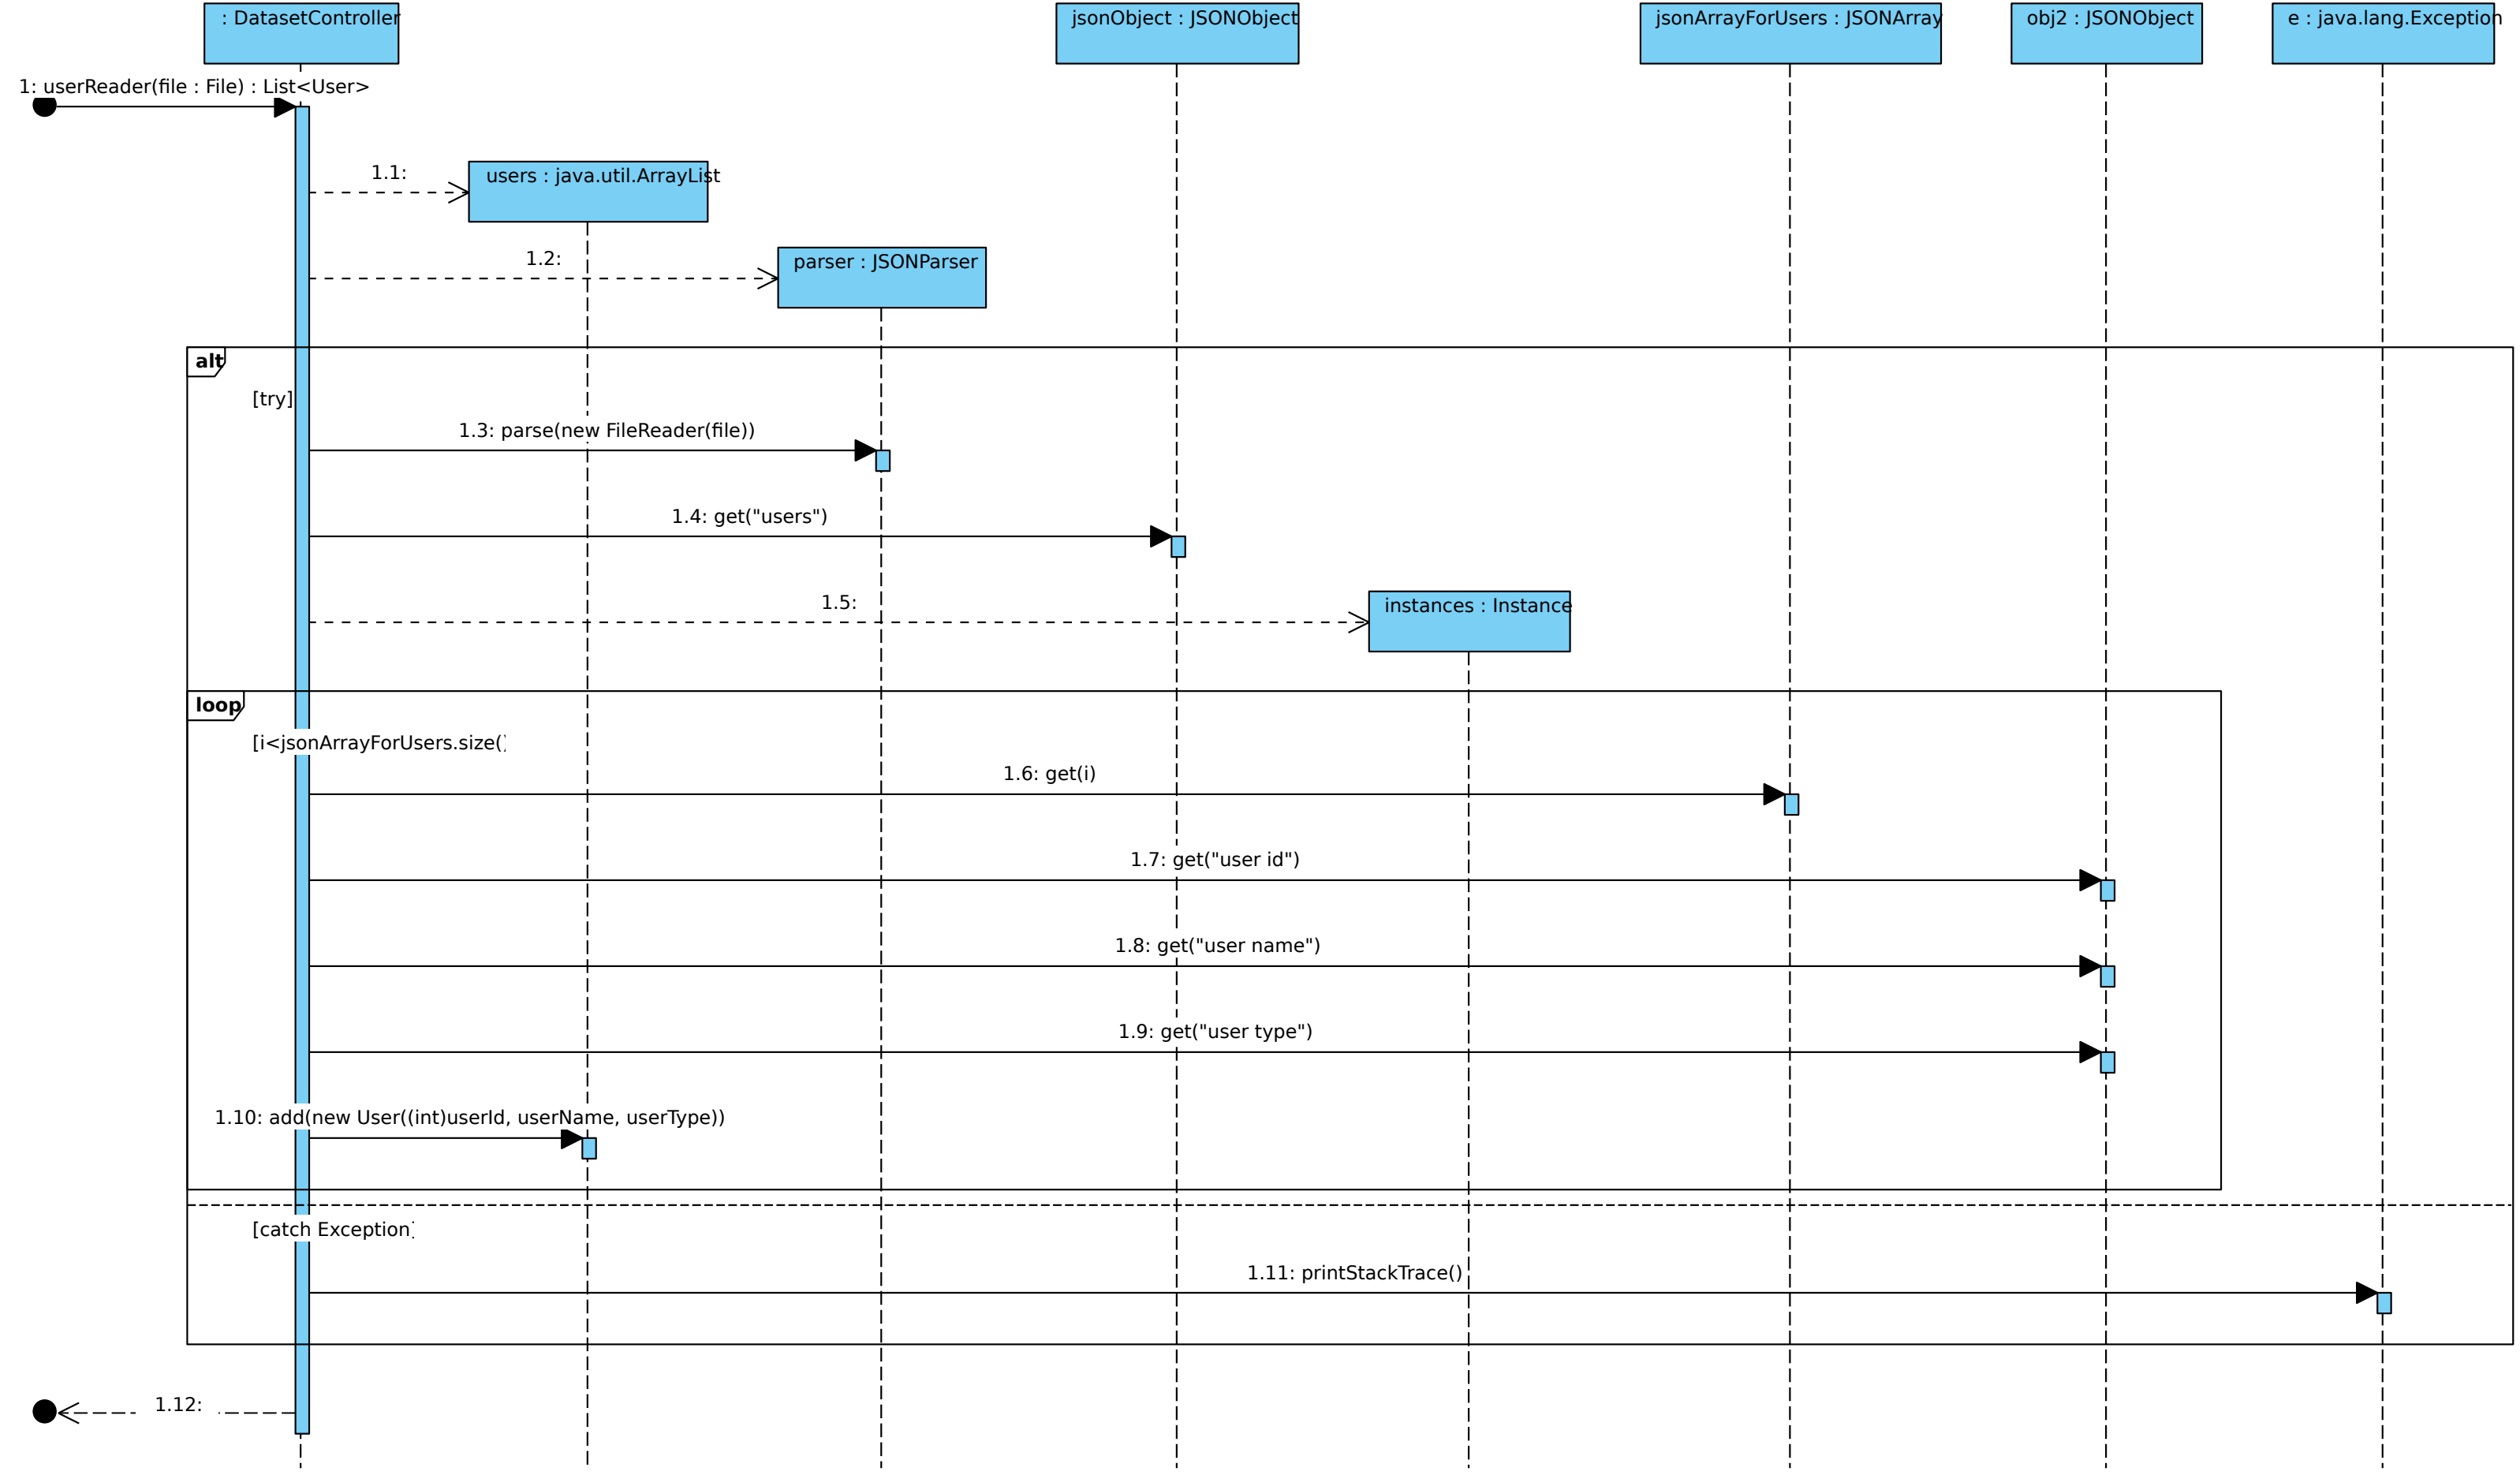 : DatasetController
jsonObject : JSONObject
jsonArrayForUsers : JSONArray
obj2 : JSONObject
e : java.lang.Exception
1: userReader(file : File) : List<User>
1.1:
users : java.util.ArrayList
1.2:
parser : JSONParser
alt
[try]
1.3: parse(new FileReader(file))
1.4: get("users")
1.5:
instances : Instance
loop
[i<jsonArrayForUsers.size()
1.6: get(i)
1.7: get("user id")
1.8: get("user name")
1.9: get("user type")
1.10: add(new User((int)userId, userName, userType))
[catch Exception]
1.11: printStackTrace()
1.12: